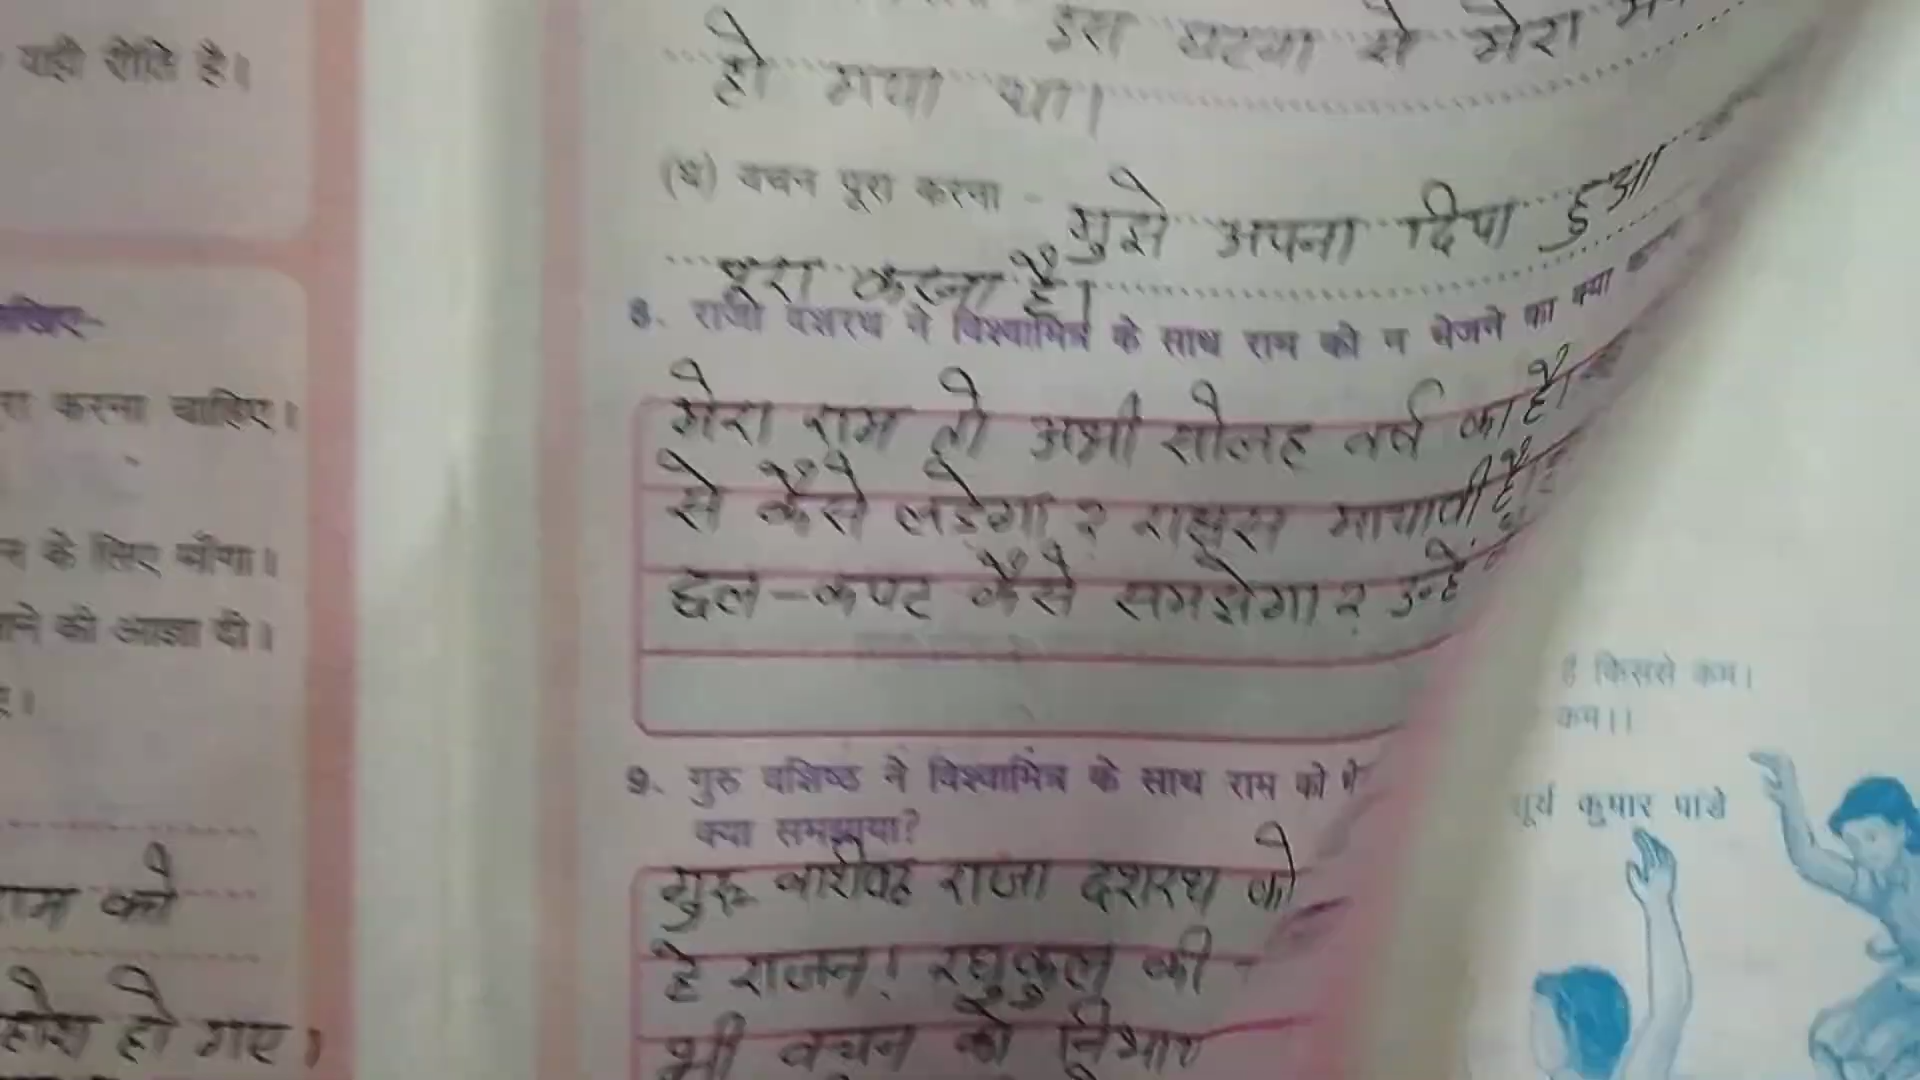 यही रीति है।
करना चाहिए।
के लिए माँगा।
की आज्ञा दी।
को
हो गए।
इस घटना से मेरा
हो गया था।
(घ) वचन पूरा करना - मुझे अपना दिया हुआ
पूरा करना है।
8. राजा दशरथ ने विश्वामित्र के साथ राम को न भेजने का क्या
मेरा राम तो अभी सोलह वर्ष का है।
से कैसे लडेगा? राक्षस मायावी हैं।
छल-कपट कैसे समझेगा? उन्हें
9. गुरु वशिष्ठ ने विश्वामित्र के साथ राम को
क्या समझाया?
गुरू वशिष्ठ राजा दशरथ को
हे राजन! रघुकुल की
भी वचन को
है किससे कम।
कम।।
कुमार पांडे